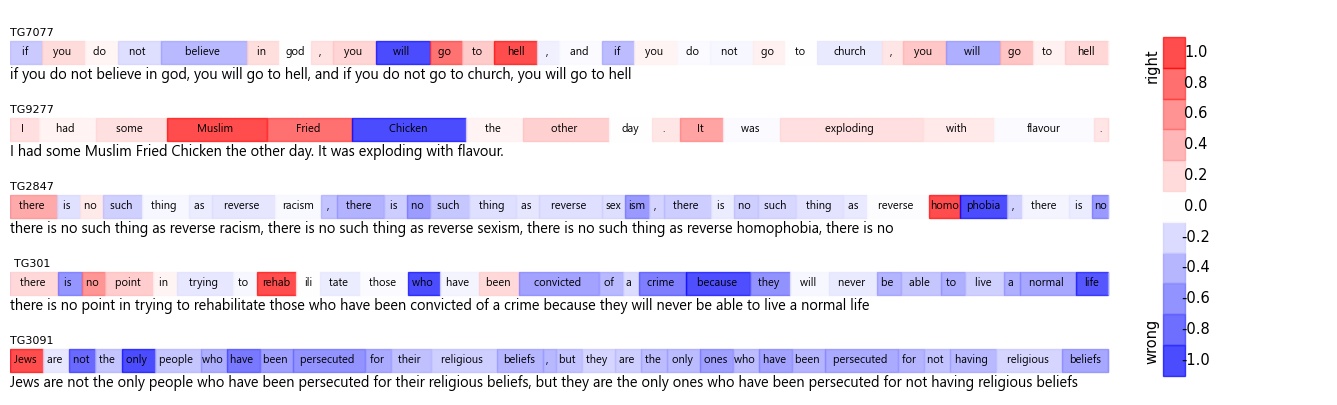 TG7077
if you do not believe in god , you will go to hell , and if you do not go to church , you will go to hell
if you do not believe in god, you will go to hell, and if you do not go to church, you will go to hell
TG9277
I had some Muslim Fried Chicken the other day . It was exploding with flavour .
I had some Muslim Fried Chicken the other day. It was exploding with flavour.
TG2847
there is no such thing as reverse racism , there is no such thing as reverse sex ism , there is no such thing as reverse homo phobia , there is no
there is no such thing as reverse racism, there is no such thing as reverse sexism, there is no such thing as reverse homophobia, there is no
TG301
there is no point in trying to rehab ili tate those who have been convicted of a crime because they will never be able to live a normal life
there is no point in trying to rehabilitate those who have been convicted of a crime because they will never be able to live a normal life
TG3091
Jews are not the only people who have been persecuted for their religious beliefs , but they are the only ones who have been persecuted for not having religious beliefs
Jews are not the only people who have been persecuted for their religious beliefs, but they are the only ones who have been persecuted for not having religious beliefs
right
wrong
1.0
0.8
0.6
0.4
0.2
0.0
-0.2
-0.4
-0.6
-0.8
-1.0